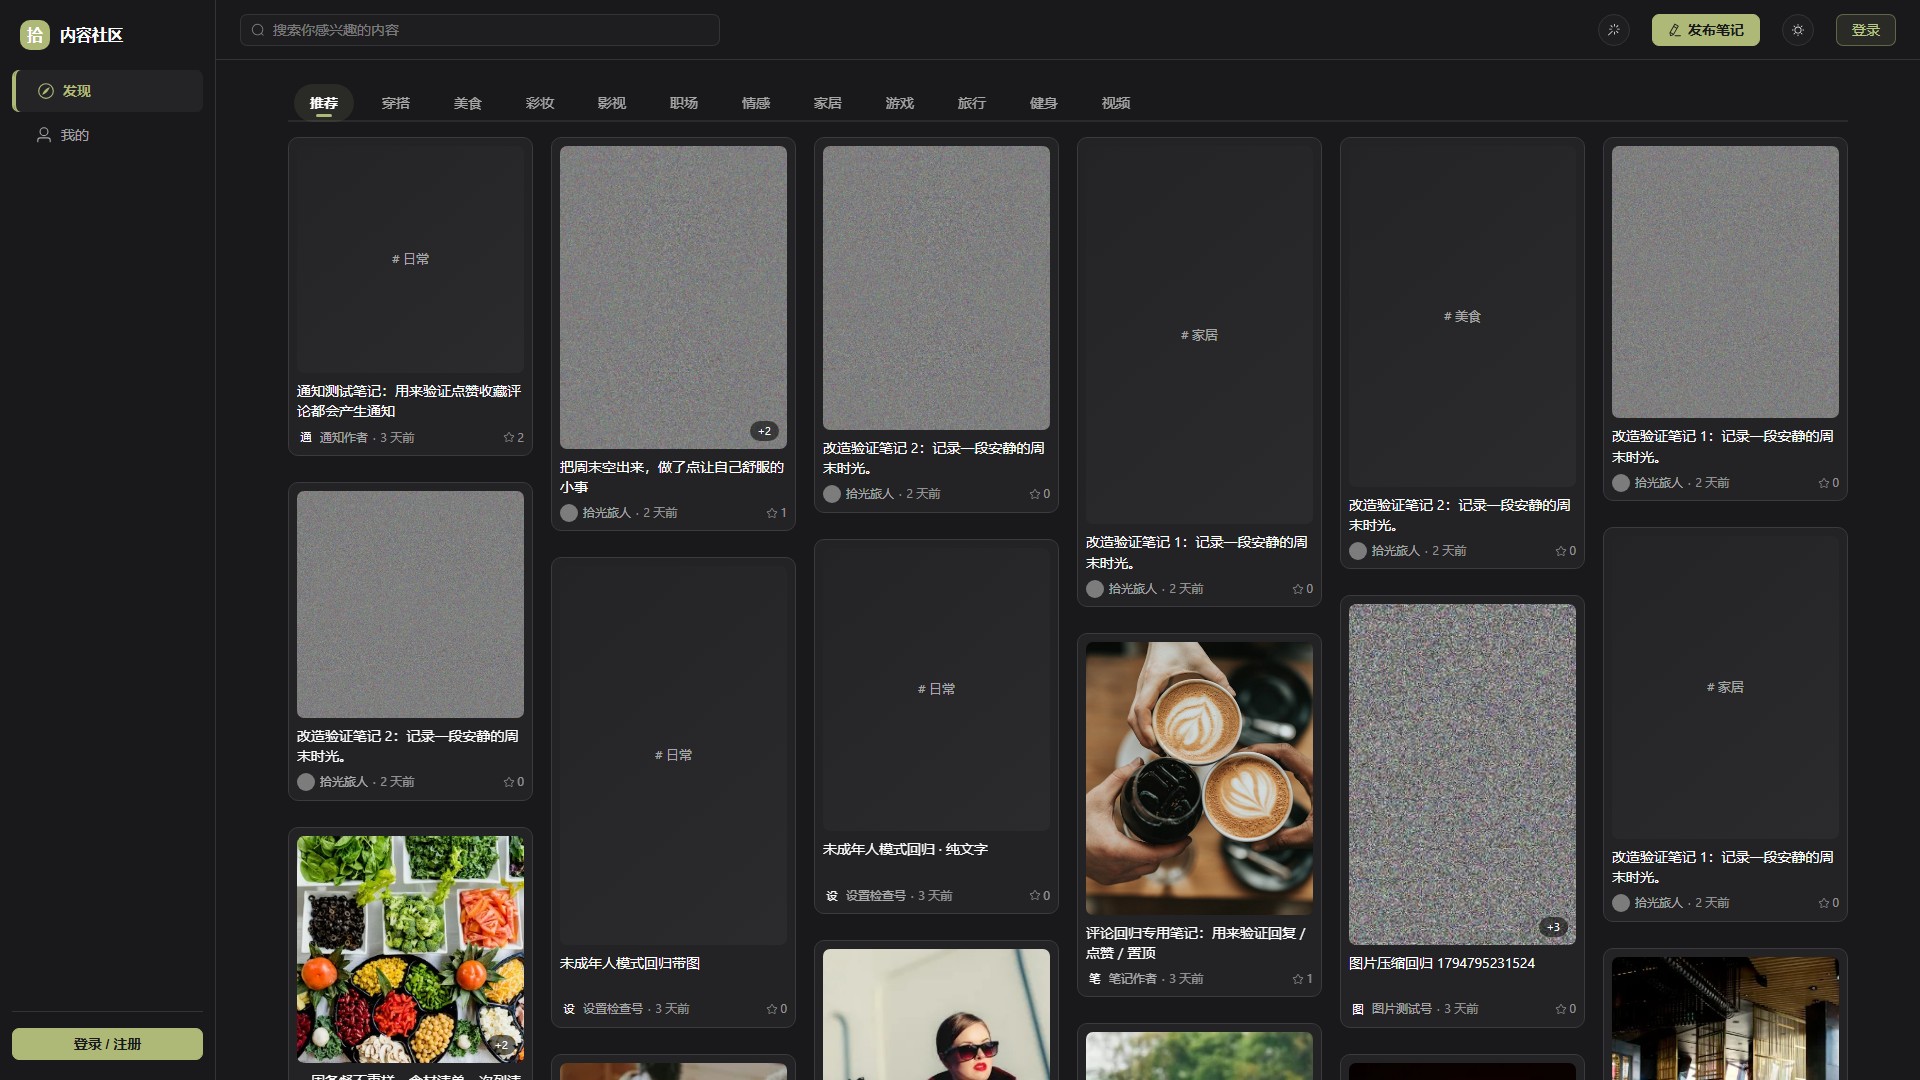 拾 内容社区
搜索你感兴趣的内容
发布笔记
登录
发现
我的
推荐 穿搭 美食 彩妆 影视 职场 情感 家居 游戏 旅行 健身 视频
# 日常
通知测试笔记：用来验证点赞收藏评
论都会产生通知
通 通知作者 · 3 天前 2
改造验证笔记 2：记录一段安静的周
末时光。
拾光旅人 · 2 天前 0
+2
+2
把周末空出来，做了点让自己舒服的
小事
拾光旅人 · 2 天前 1
# 日常
未成年人模式回归带图
设 设置检查号 · 3 天前 0
改造验证笔记 2：记录一段安静的周
末时光。
拾光旅人 · 2 天前 0
# 日常
未成年人模式回归 · 纯文字
设 设置检查号 · 3 天前 0
# 家居
改造验证笔记 1：记录一段安静的周
末时光。
拾光旅人 · 2 天前 0
评论回归专用笔记：用来验证回复 /
点赞 / 置顶
笔 笔记作者 · 3 天前 1
# 美食
改造验证笔记 2：记录一段安静的周
末时光。
拾光旅人 · 2 天前 0
+3
图片压缩回归 1794795231524
图 图片测试号 · 3 天前 0
改造验证笔记 1：记录一段安静的周
末时光。
拾光旅人 · 2 天前 0
# 家居
改造验证笔记 1：记录一段安静的周
末时光。
拾光旅人 · 2 天前 0
登录 / 注册